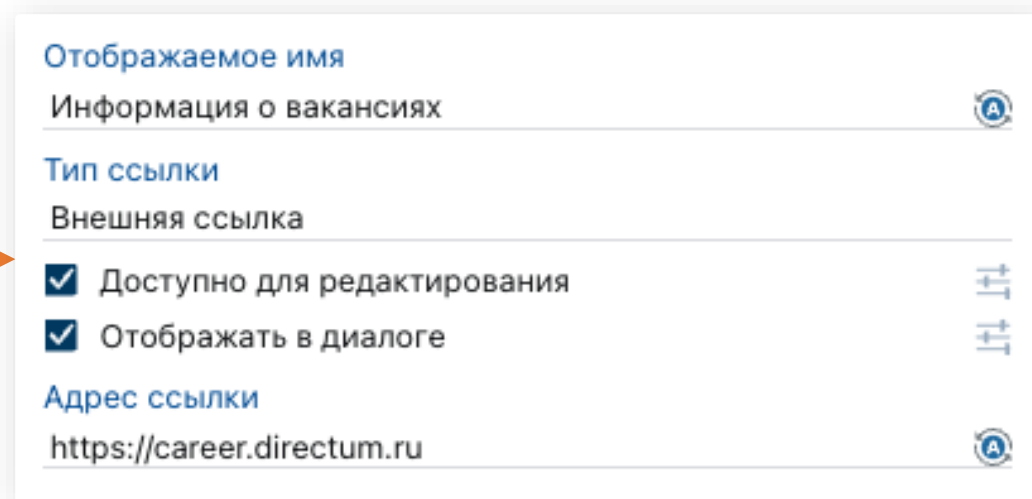 Отображаемое имя
Информация о вакансиях
Тип ссылки
Внешняя ссылка
Доступно для редактирования
Отображать в диалоге
Адрес ссылки
https://career.directum.ru